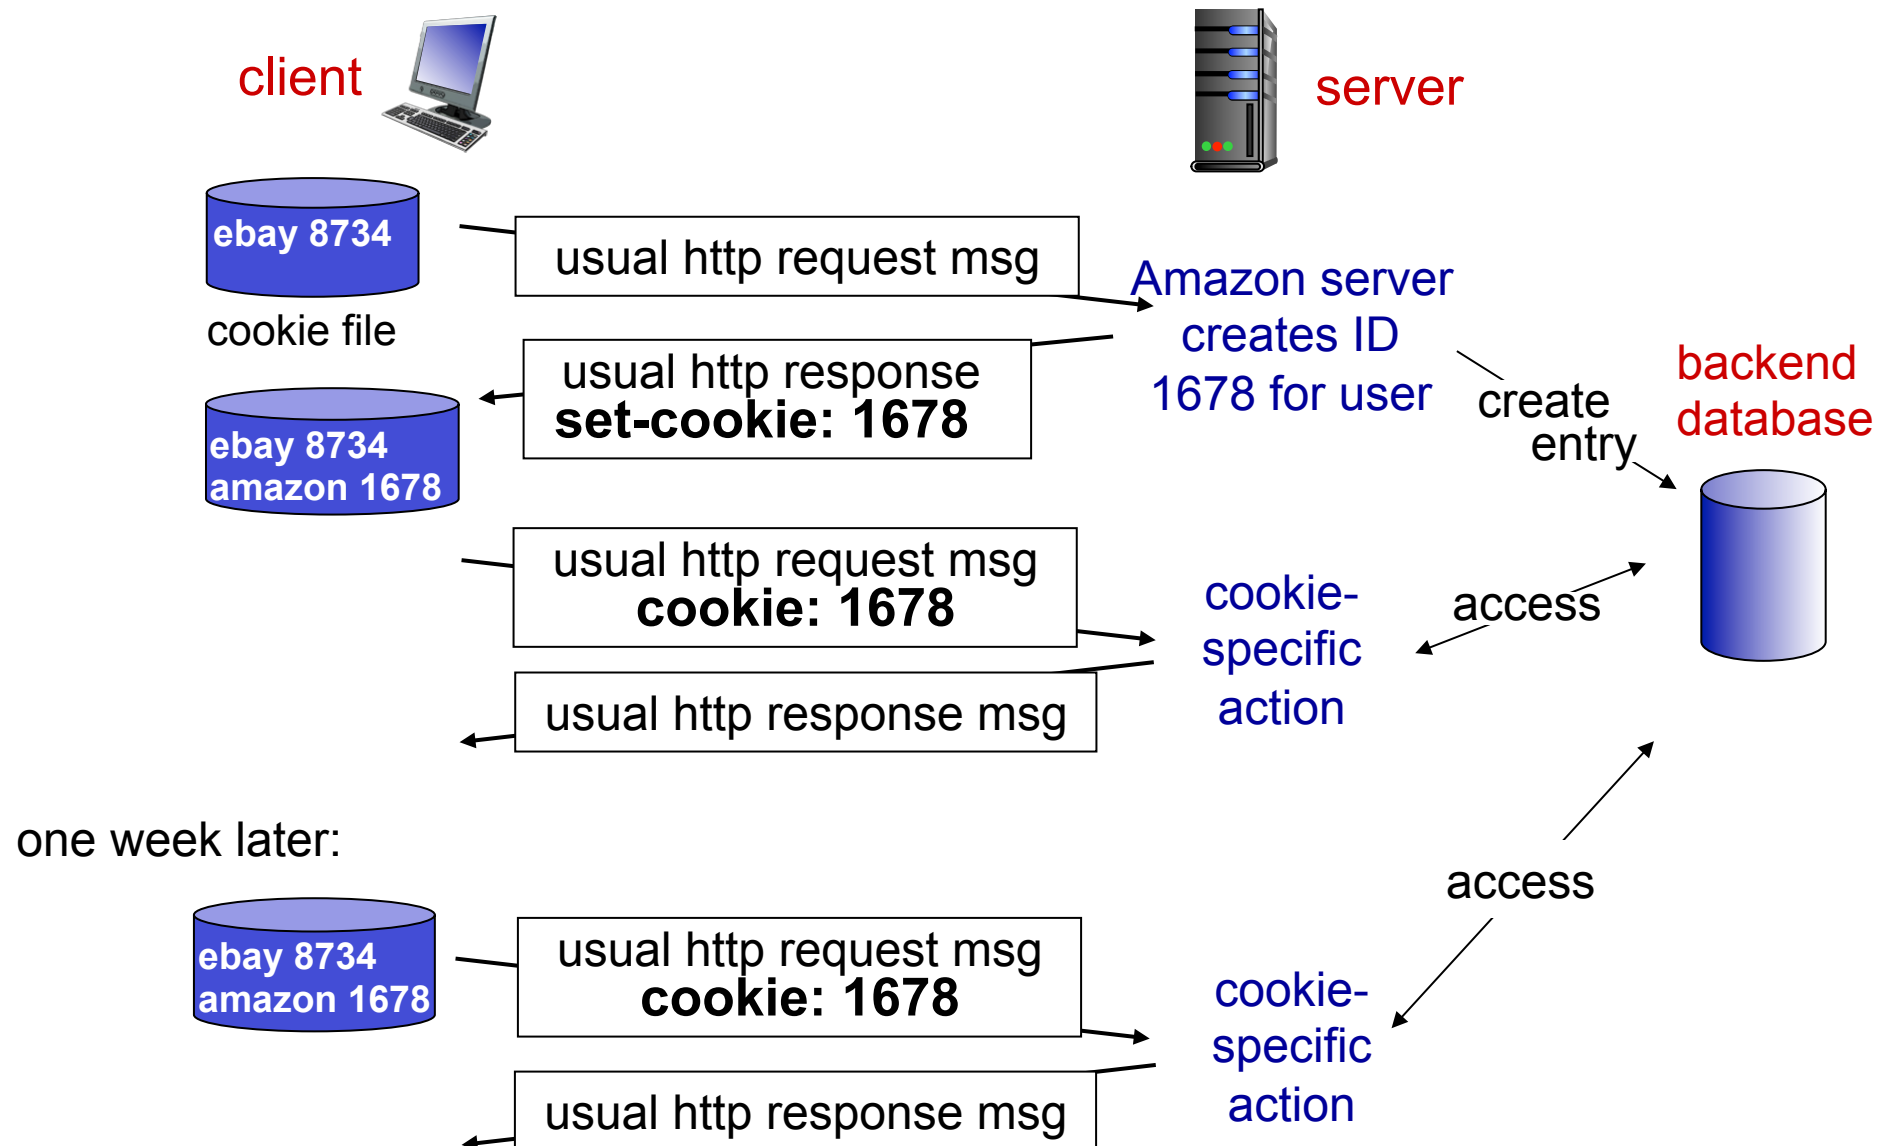 client
server
ebay 8734
cookie file
usual http request msg
Amazon server
creates ID
1678 for user
usual http response
set-cookie: 1678
create
entry
backend
database
ebay 8734
amazon 1678
usual http request msg
cookie: 1678
cookie-
specific
action
access
usual http response msg
one week later:
access
ebay 8734
amazon 1678
usual http request msg
cookie: 1678
cookie-
specific
action
usual http response msg